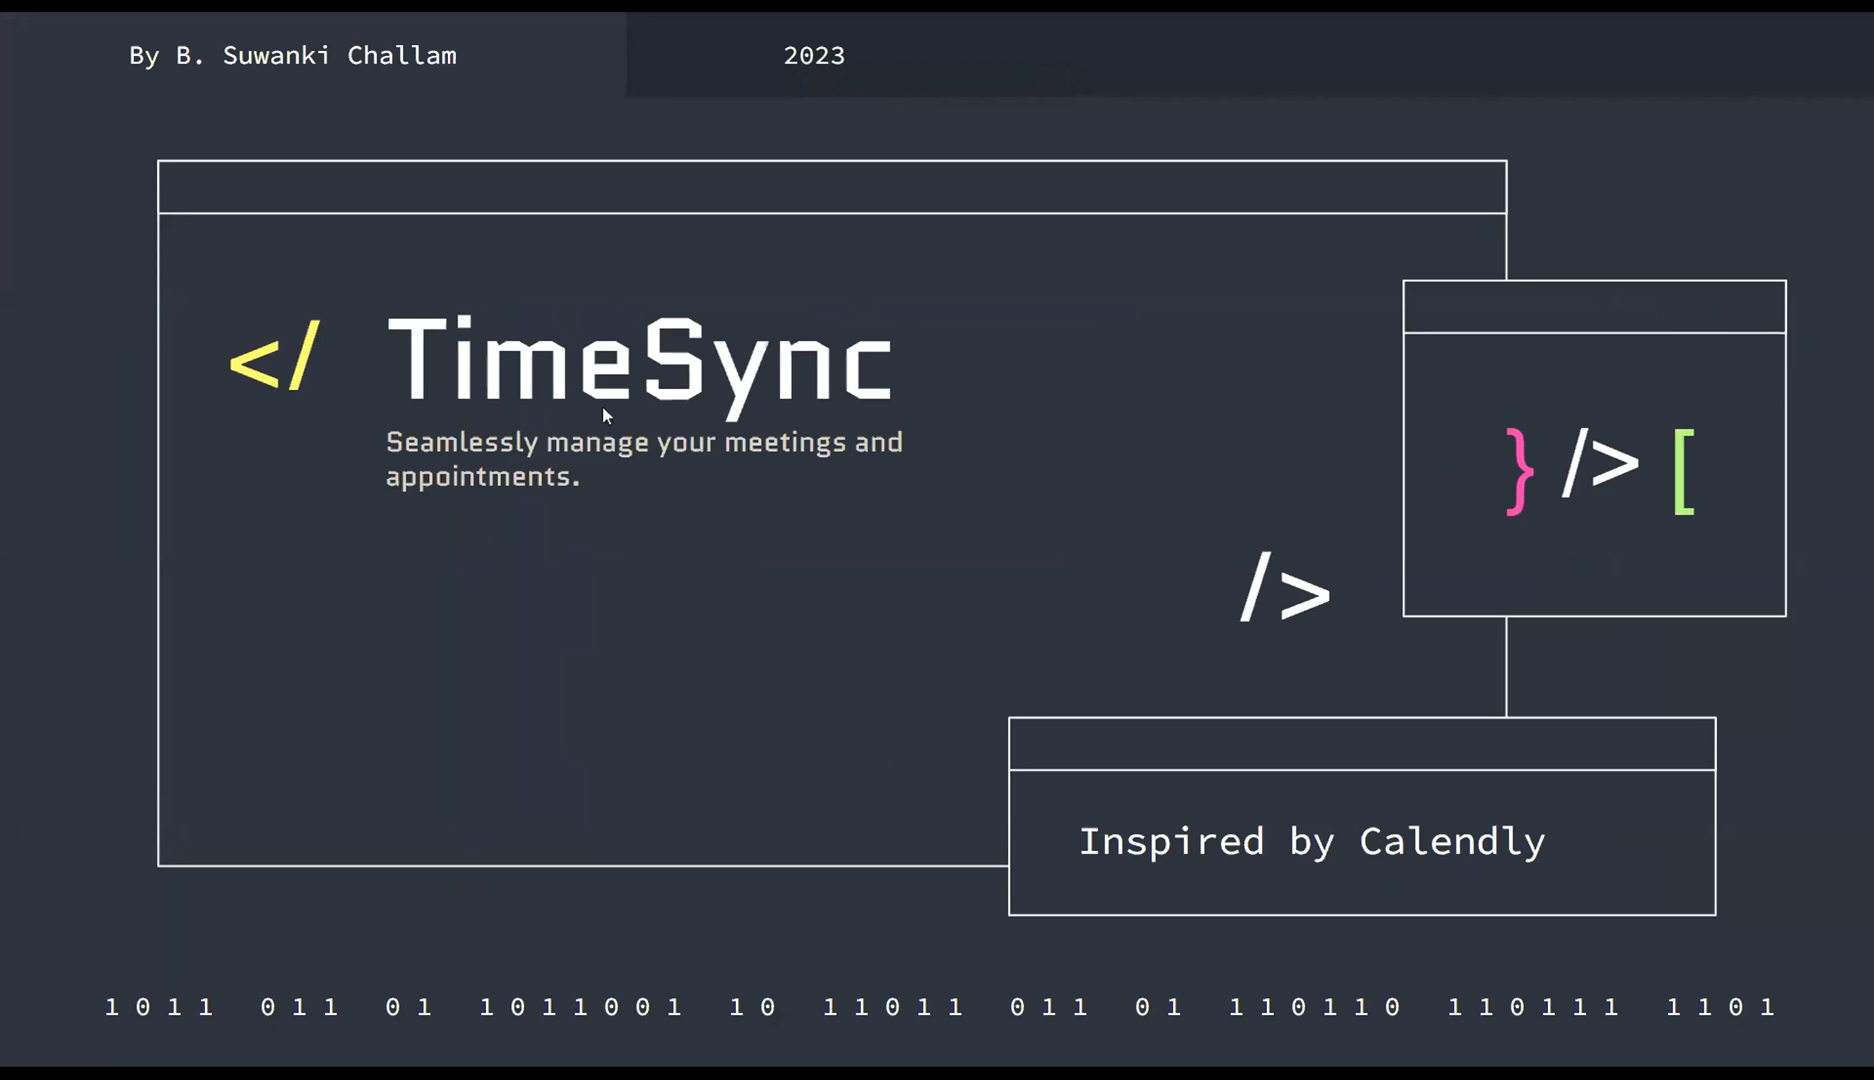 By B. Suwanki Challam
2023
</ TimeSync
Seamlessly manage your meetings and
appointments.
} /> [
/>
Inspired by Calendly
1011 011 01 1011001 10 11011 011 01 110110 110111 1101